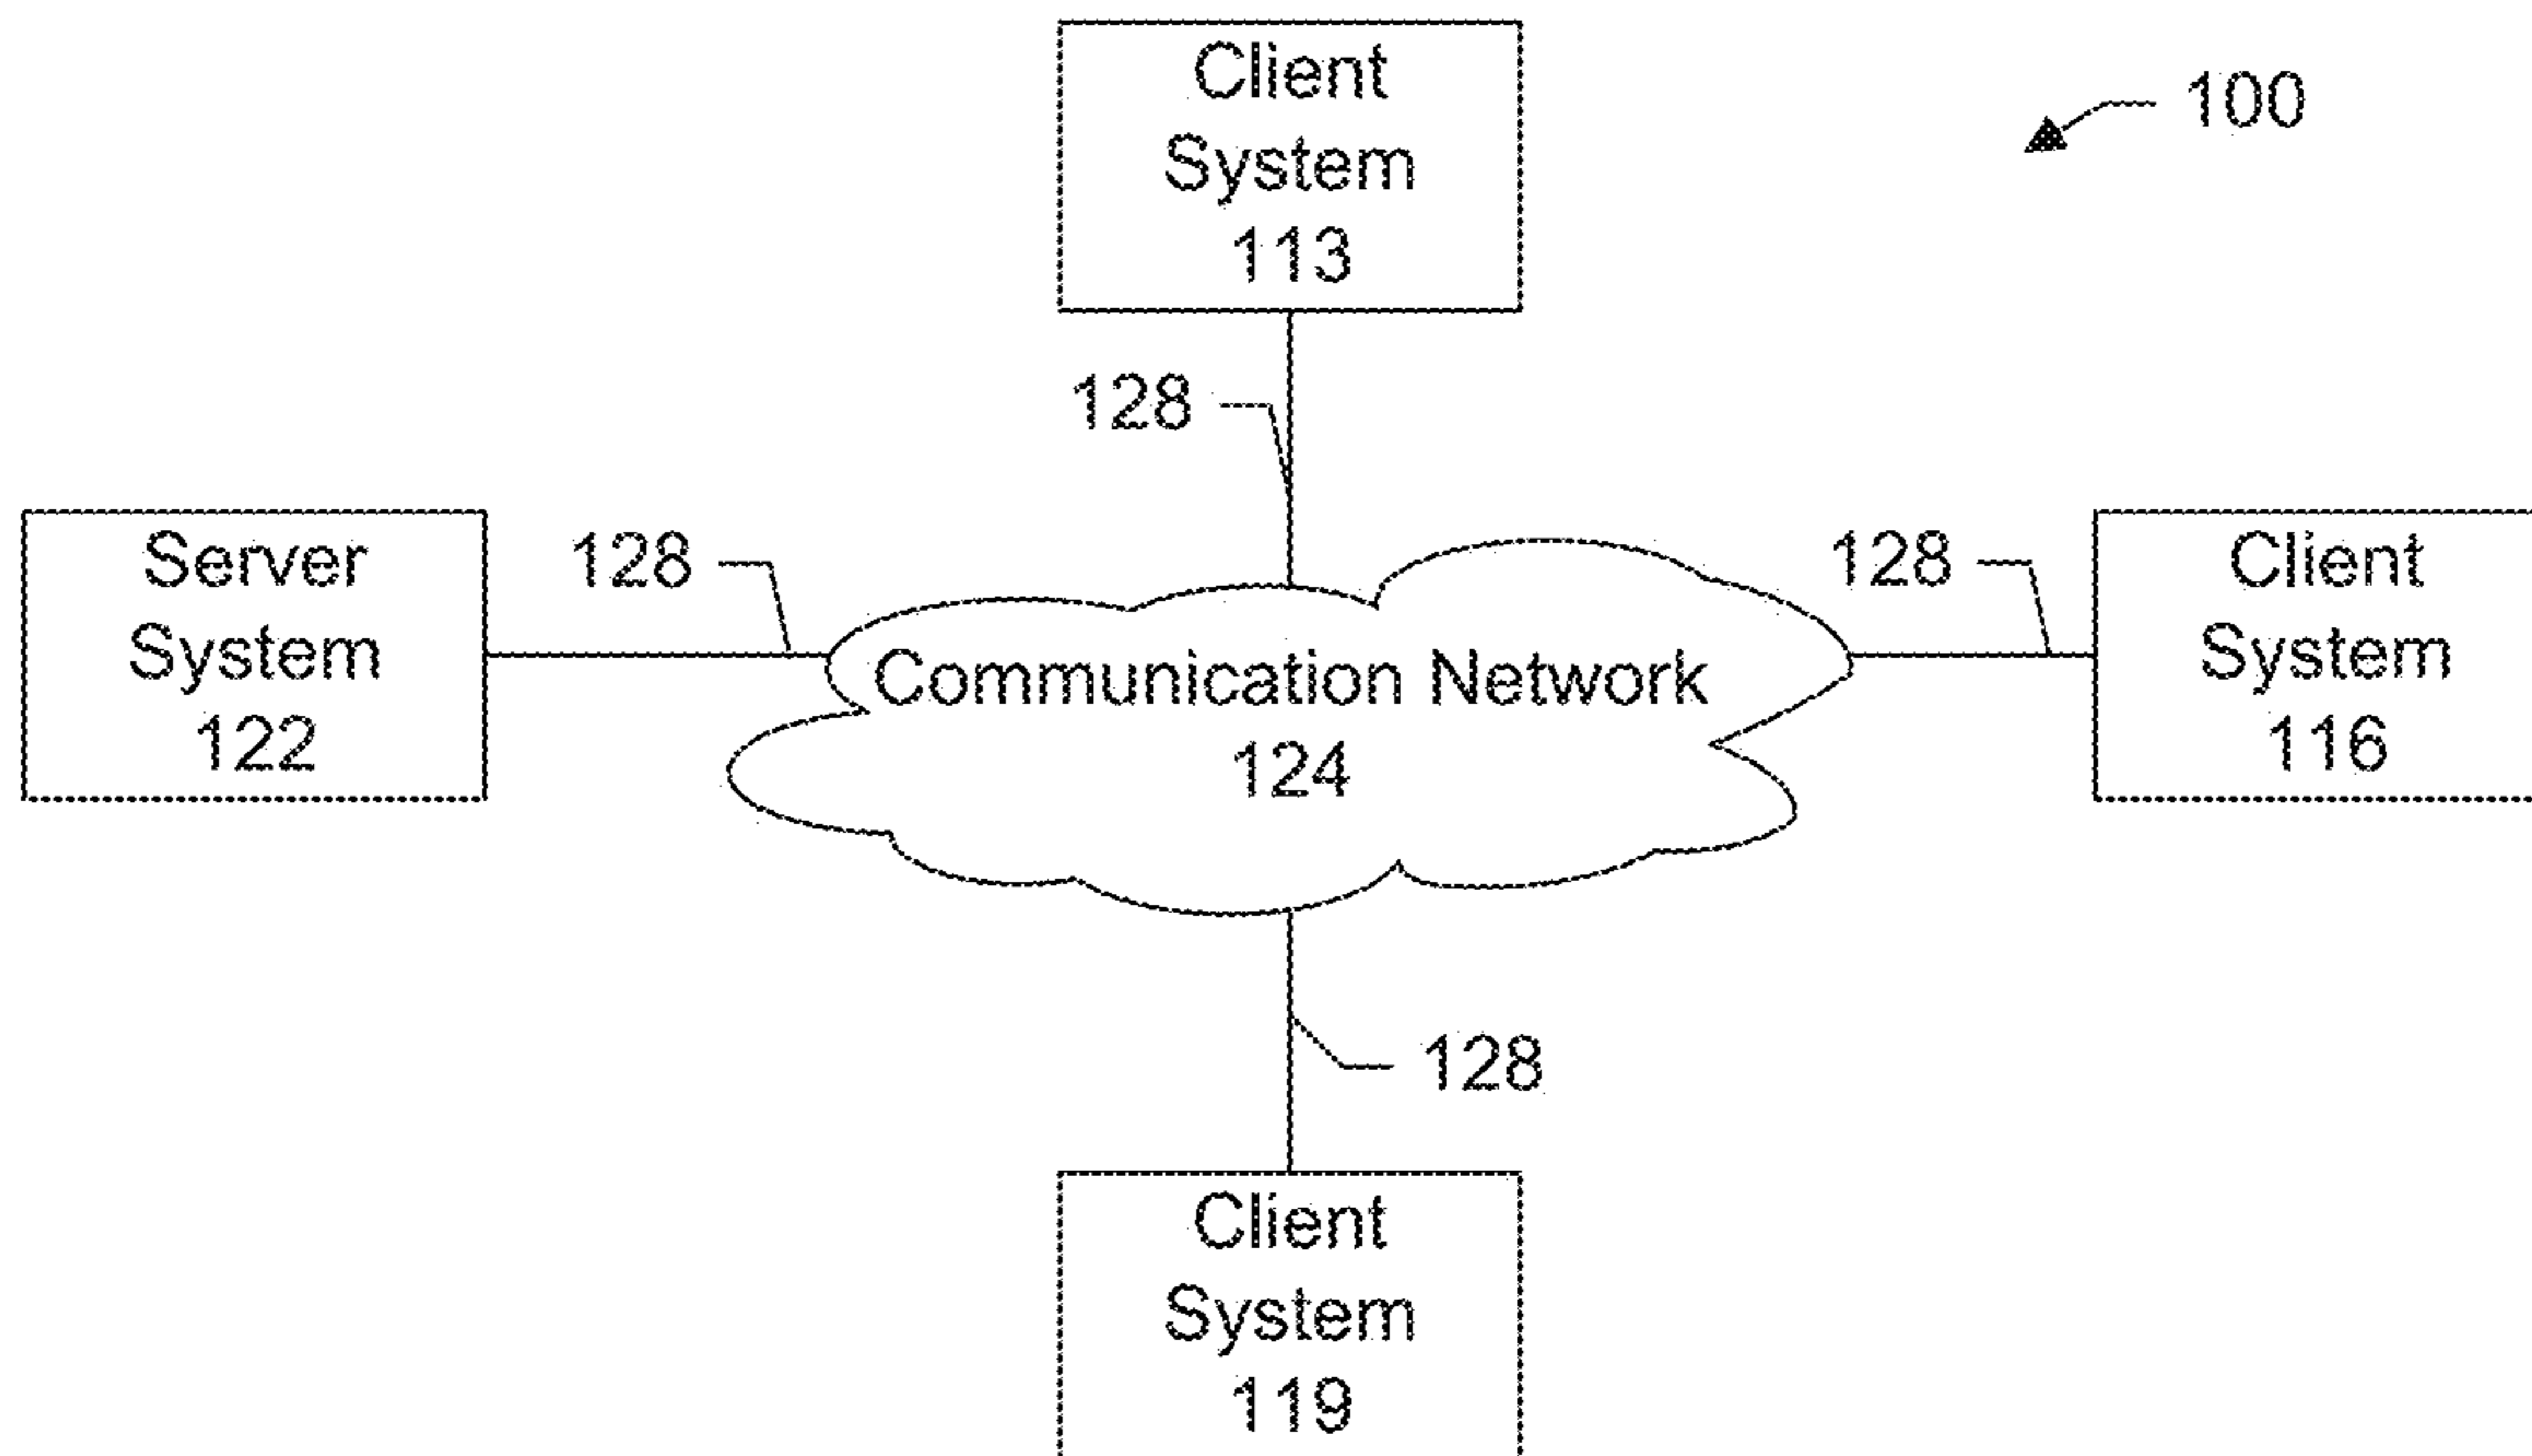 Client
System
113
100
128
Server
System
122
128
Communication Network
124
128
Client
System
116
128
Client
System
119